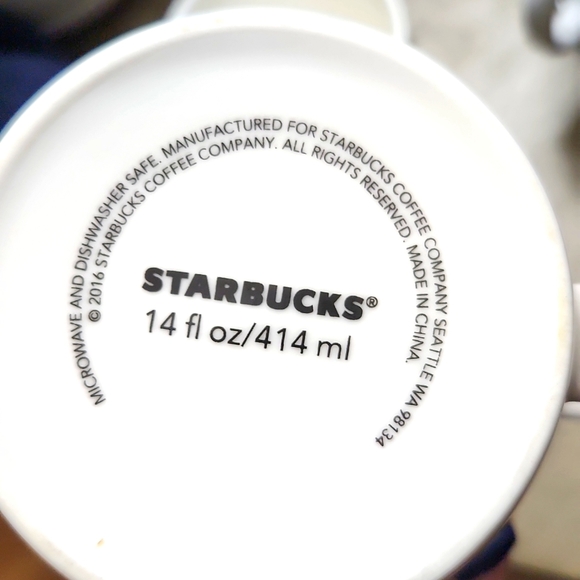 MICROWAVE AND DISHWASHER SAFE. MANUFACTURED FOR STARBUCKS COFFEE COMPANY SEATTLE WA 98134
© 2016 STARBUCKS COFFEE COMPANY. ALL RIGHTS RESERVED. MADE IN CHINA.
STARBUCKS®
14 fl oz/414 ml